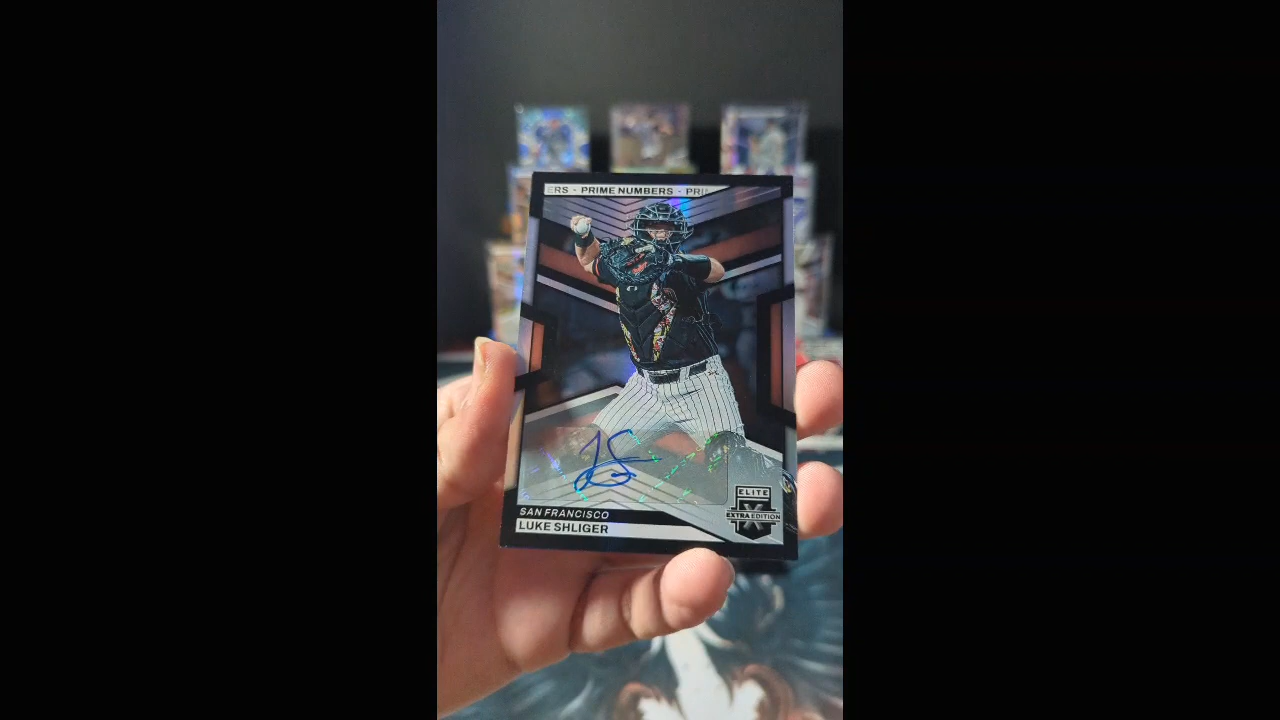 ERS - PRIME NUMBERS - PRI
SAN FRANCISCO
LUKE SHLIGER
ELITE
X
EXTRA EDITION